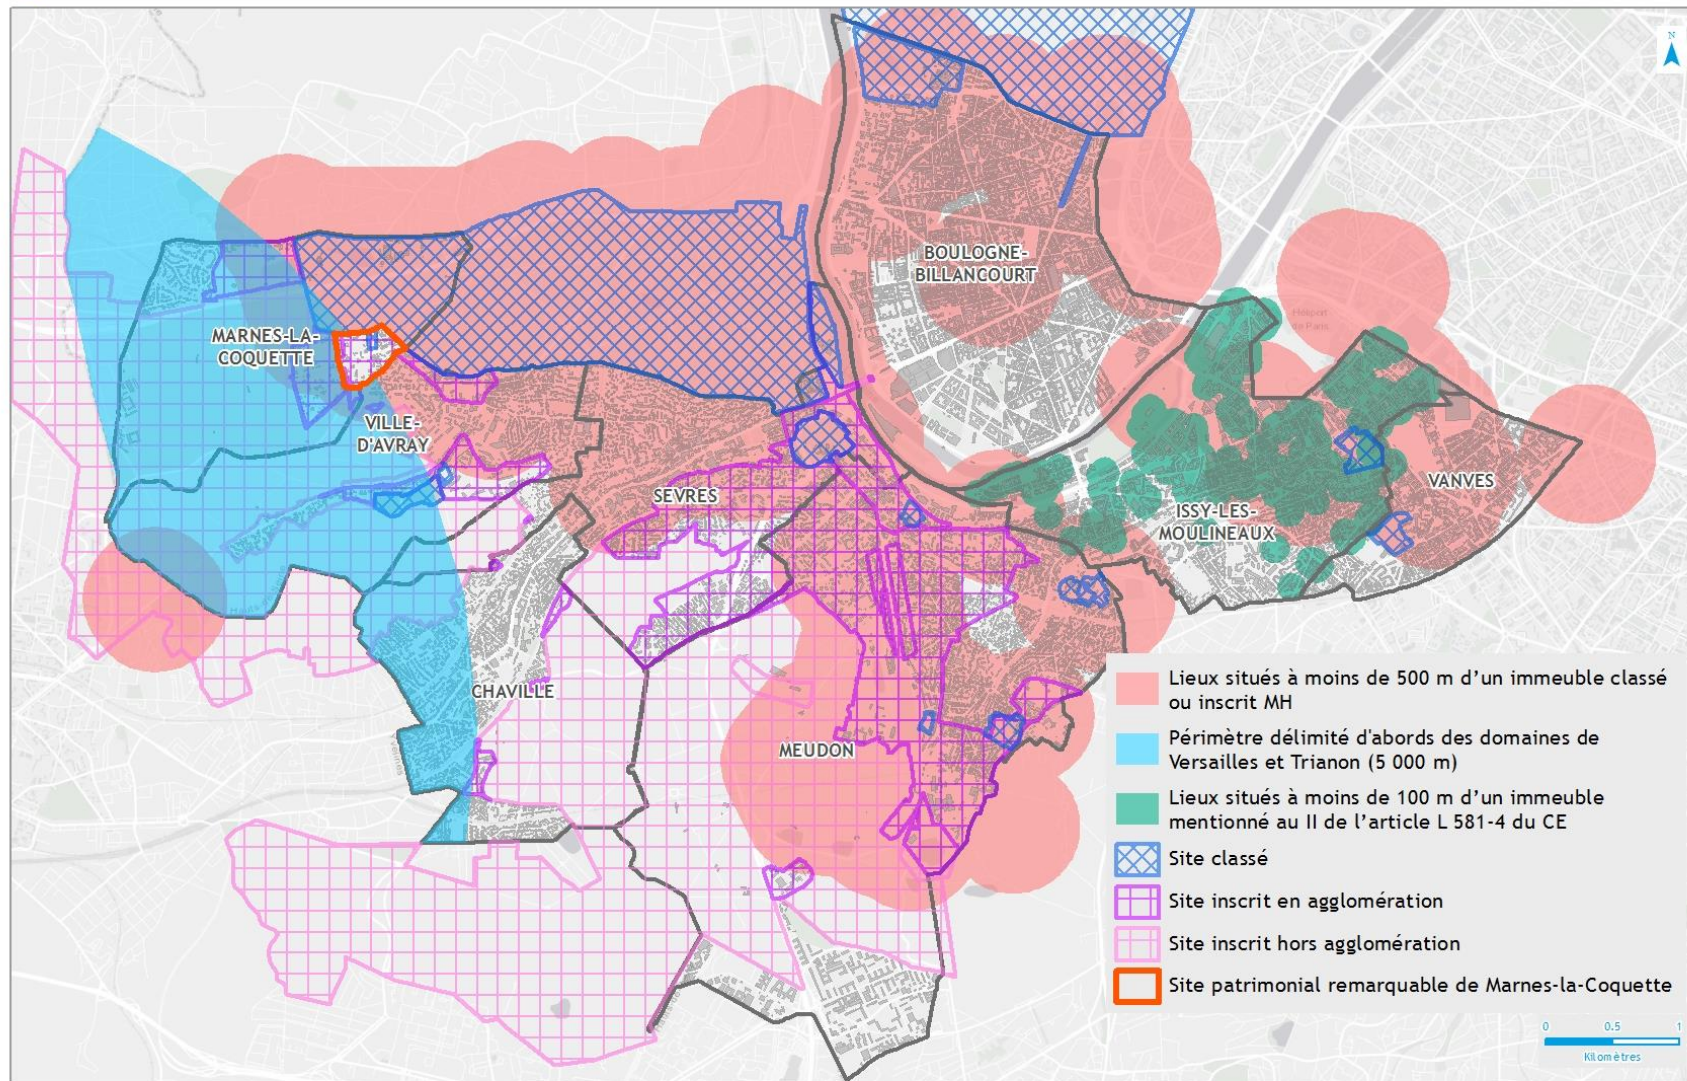 N
BOULOGNE-
BILLANCOURT
MARNES-LA-
COQUETTE
VILLE-
D'AVRAY
SEVRES
VANVES
ISSY-LES-
MOULINEAUX
CHAVILLE
MEUDON
Lieux situés à moins de 500 m d’un immeuble classé
ou inscrit MH
Périmètre délimité d'abords des domaines de
Versailles et Trianon (5 000 m)
Lieux situés à moins de 100 m d’un immeuble
mentionné au II de l’article L 581-4 du CE
Site classé
Site inscrit en agglomération
Site inscrit hors agglomération
Site patrimonial remarquable de Marnes-la-Coquette
0 0.5 1
Kilomètres